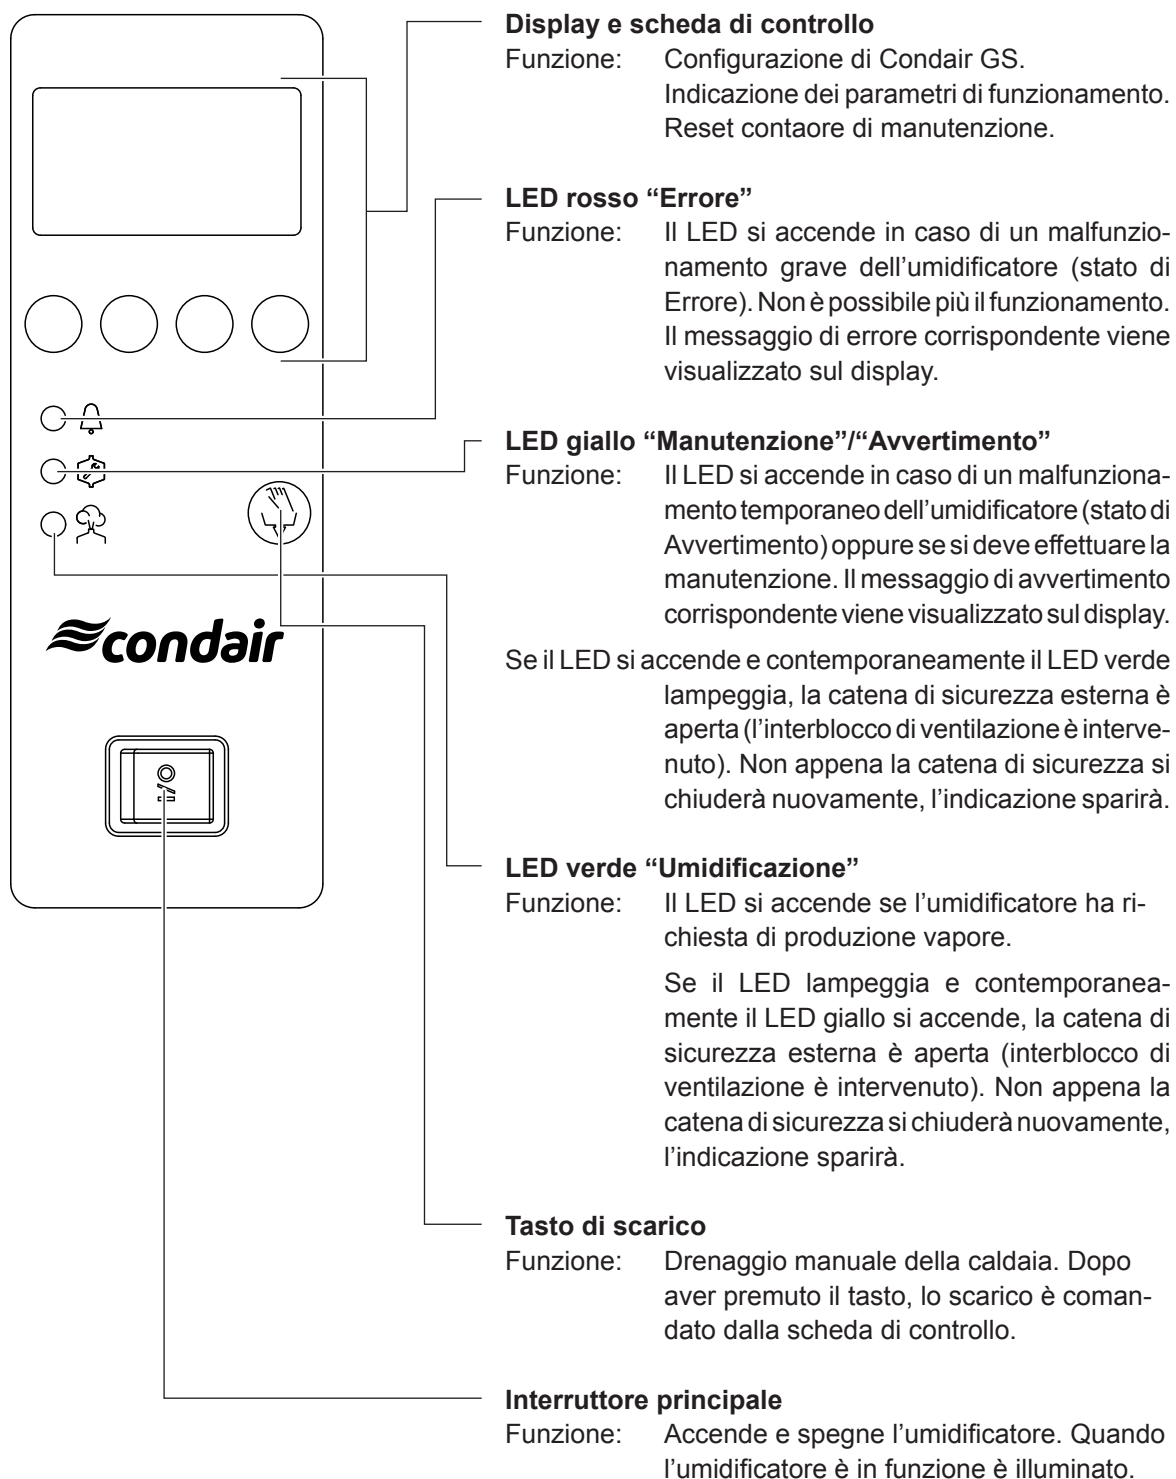 Display e scheda di controllo
Funzione: Configurazione di Condair GS.
Indicazione dei parametri di funzionamento.
Reset contaore di manutenzione.
LED rosso “Errore”
Funzione: Il LED si accende in caso di un malfunzio-
namento grave dell’umidificatore (stato di
Errore). Non è possibile più il funzionamento.
Il messaggio di errore corrispondente viene
visualizzato sul display.
LED giallo “Manutenzione”/“Avvertimento”
Funzione: Il LED si accende in caso di un malfunziona-
mento temporaneo dell’umidificatore (stato di
Avvertimento) oppure se si deve effettuare la
manutenzione. Il messaggio di avvertimento
corrispondente viene visualizzato sul display.
Se il LED si accende e contemporaneamente il LED verde
lampeggia, la catena di sicurezza esterna è
aperta (l’interblocco di ventilazione è interve-
nuto). Non appena la catena di sicurezza si
chiuderà nuovamente, l’indicazione sparirà.
condair
LED verde “Umidificazione”
Funzione: Il LED si accende se l’umidificatore ha ri-
chiesta di produzione vapore.
Se il LED lampeggia e contemporanea-
mente il LED giallo si accende, la catena di
sicurezza esterna è aperta (interblocco di
ventilazione è intervenuto). Non appena la
catena di sicurezza si chiuderà nuovamente,
l’indicazione sparirà.
Tasto di scarico
Funzione: Drenaggio manuale della caldaia. Dopo
aver premuto il tasto, lo scarico è coman-
dato dalla scheda di controllo.
Interruttore principale
Funzione: Accende e spegne l’umidificatore. Quando
l’umidificatore è in funzione è illuminato.